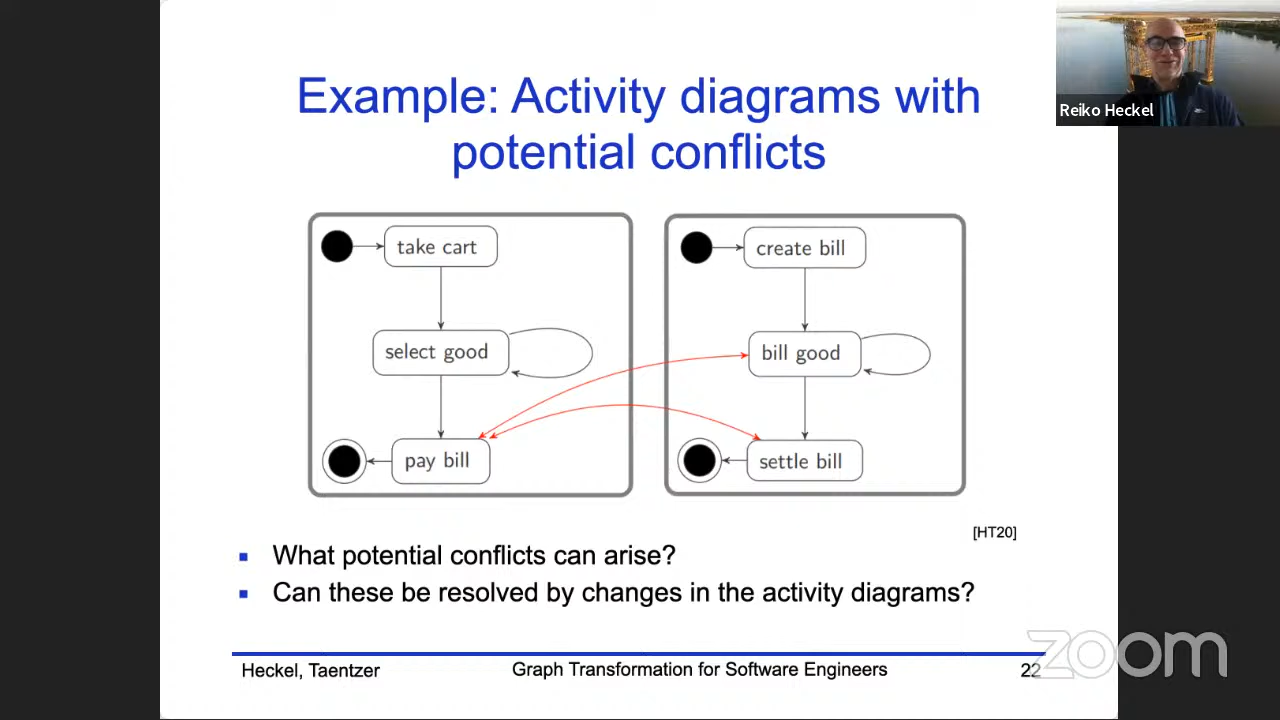 Example: Activity diagrams with
potential conflicts
Reiko Heckel
take cart
select good
pay bill
create bill
bill good
settle bill
[HT20]
What potential conflicts can arise?
Can these be resolved by changes in the activity diagrams?
Heckel, Taentzer
Graph Transformation for Software Engineers
22
zoom